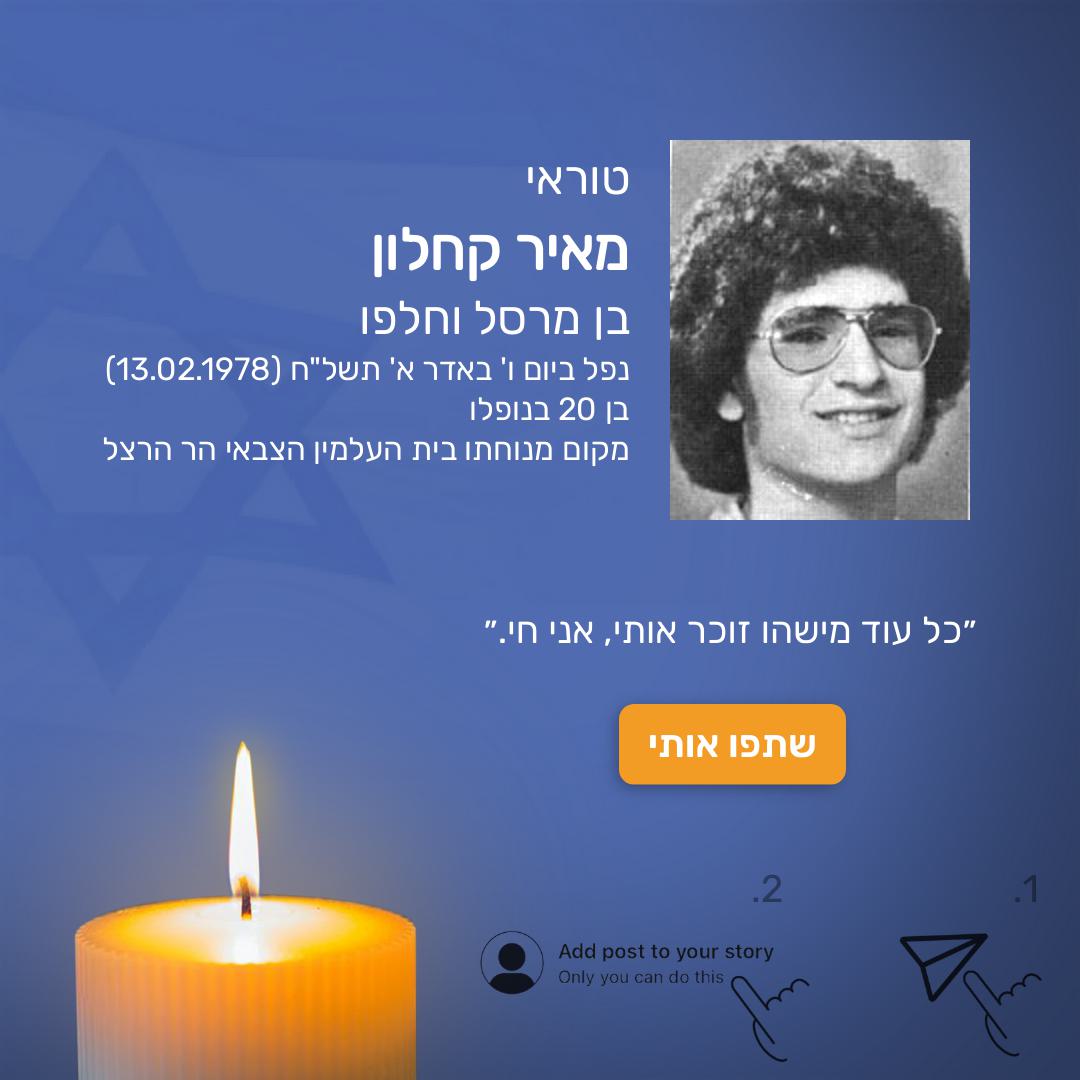 טוראי
מאיר קחלון
בן מרסל וחלפו
נפל ביום ו' באדר א' תשל"ח (13.02.1978)
בן 20 בנופלו
מקום מנוחתו בית העלמין הצבאי הר הרצל
״כל עוד מישהו זוכר אותי, אני חי.״
שתפו אותי
1.
2.
Add post to your story
Only you can do this